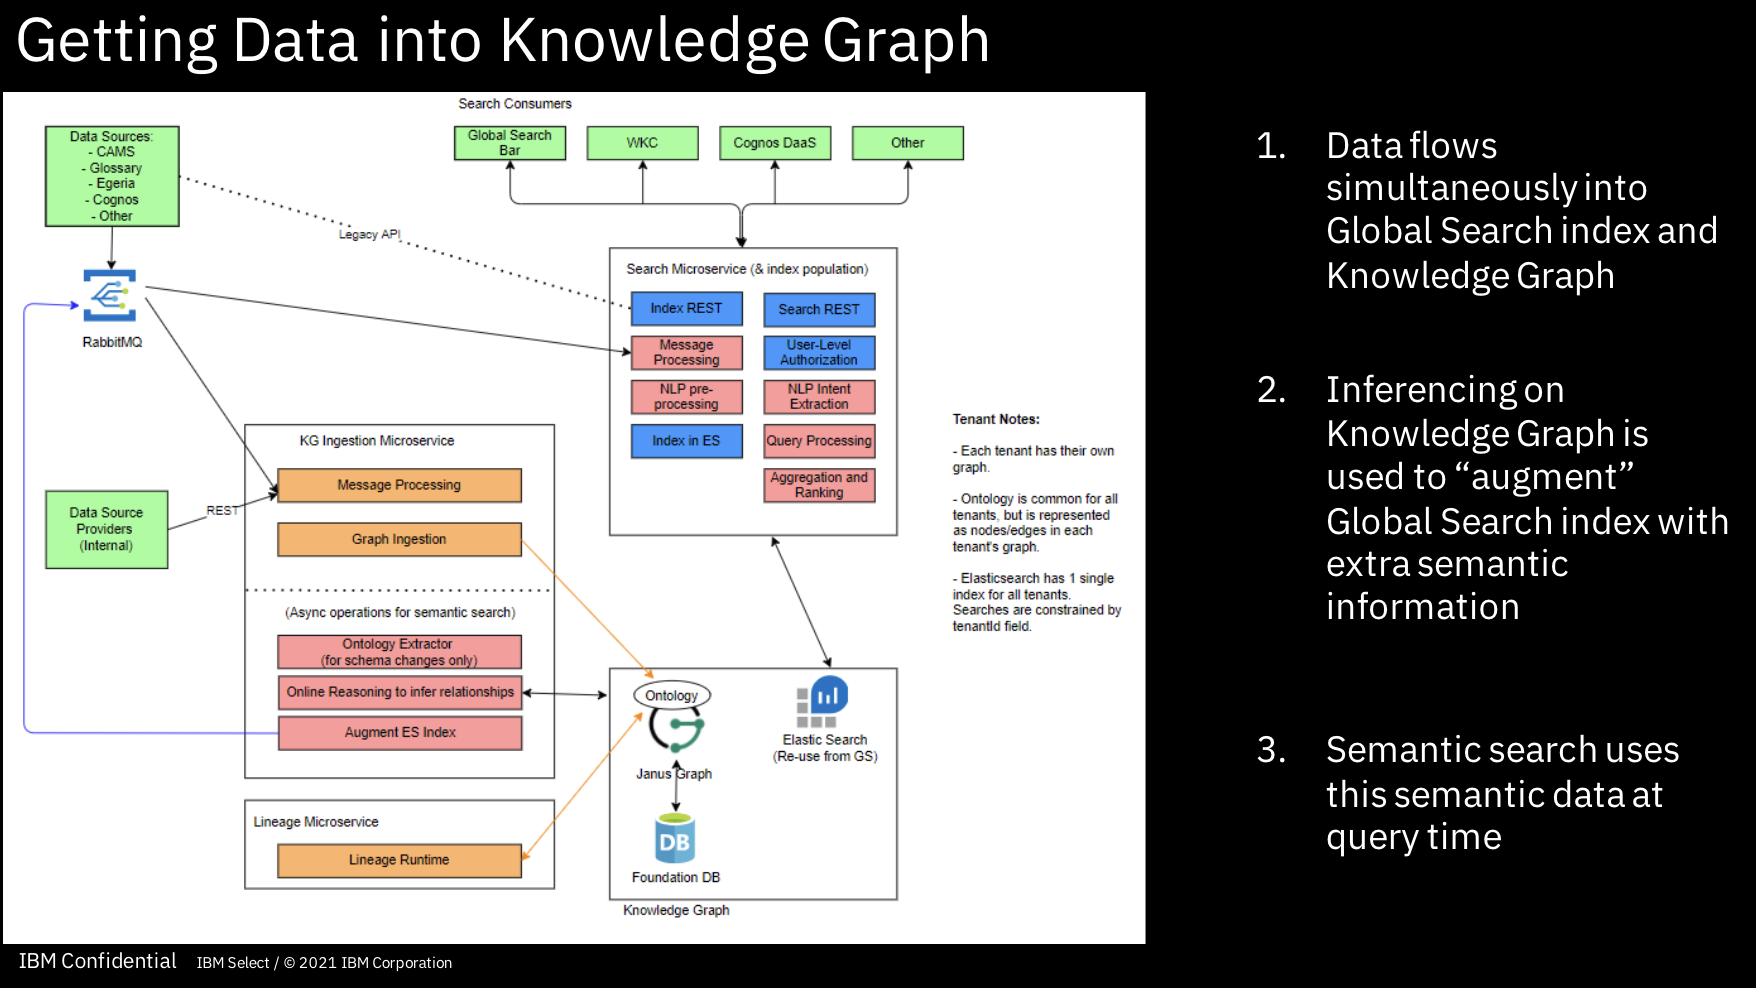 Getting Data into Knowledge Graph
Search Consumers
Data Sources:
- CAMS
- Glossary
- Egeria
- Cognos
- Other
Global Search
Bar
WKC
Cognos DaaS
Other
Legacy API
RabbitMQ
Search Microservice (& index population)
Index REST
Message
Processing
NLP pre-
processing
Index in ES
Search REST
User-Level
Authorization
NLP Intent
Extraction
Query Processing
Aggregation and
Ranking
KG Ingestion Microservice
Message Processing
Graph Ingestion
Data Source
Providers
(Internal)
REST
(Async operations for semantic search)
Ontology Extractor
(for schema changes only)
Online Reasoning to infer relationships
Augment ES Index
Lineage Microservice
Lineage Runtime
Ontology
Janus Graph
DB
Foundation DB
Elastic Search
(Re-use from GS)
Knowledge Graph
Tenant Notes:
- Each tenant has their own
graph.
- Ontology is common for all
tenants, but is represented
as nodes/edges in each
tenant's graph.
- Elasticsearch has 1 single
index for all tenants.
Searches are constrained by
tenantId field.
1. Data flows
simultaneously into
Global Search index and
Knowledge Graph
2. Inferencing on
Knowledge Graph is
used to “augment”
Global Search index with
extra semantic
information
3. Semantic search uses
this semantic data at
query time
IBM Confidential IBM Select / © 2021 IBM Corporation